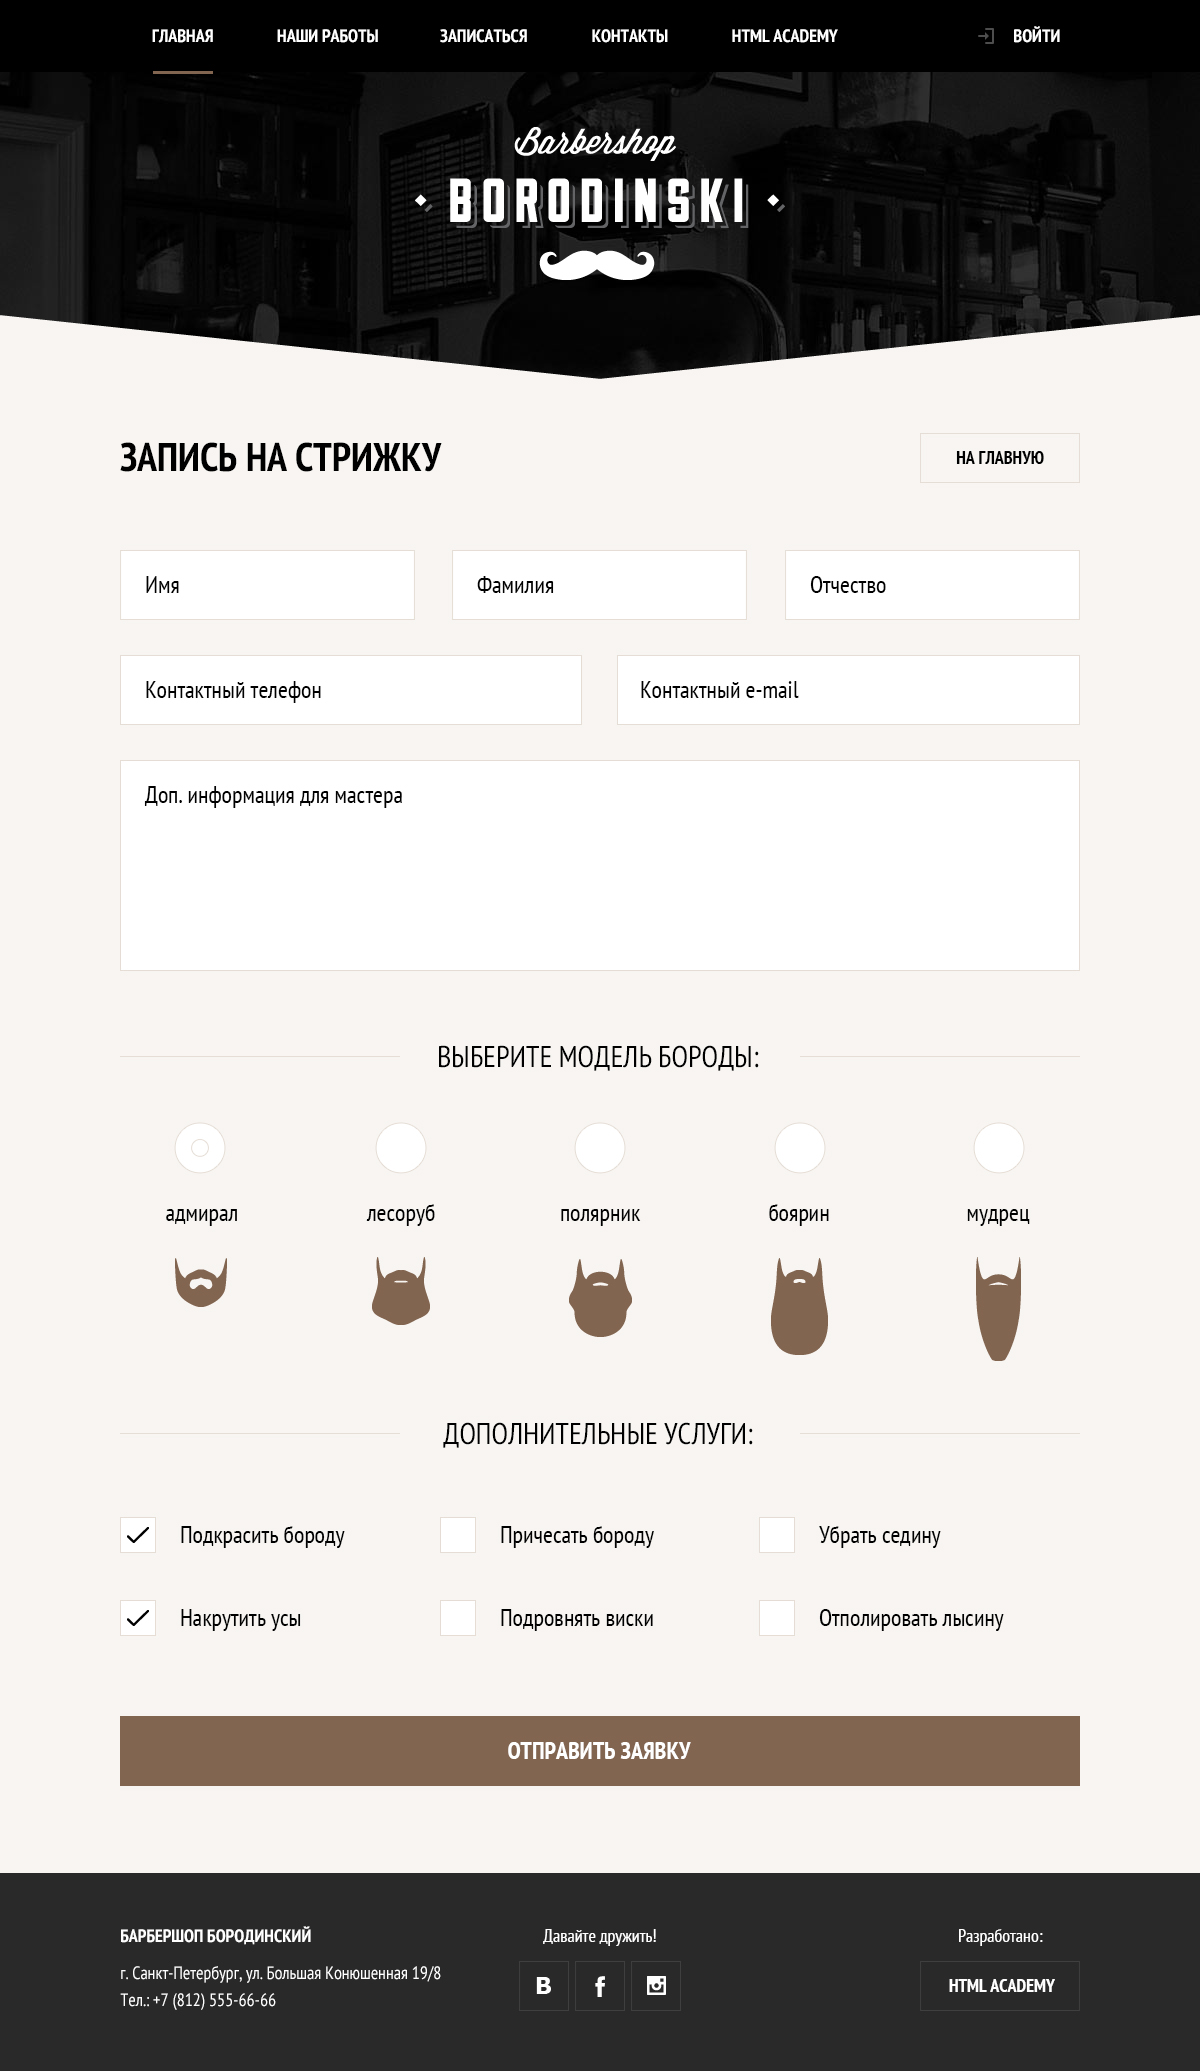 ГЛАВНАЯ НАШИ РАБОТЫ ЗАПИСАТЬСЯ КОНТАКТЫ HTML ACADEMY ВОЙТИ
Barbershop
BORODINSKI
ЗАПИСЬ НА СТРИЖКУ
НА ГЛАВНУЮ
Имя Фамилия Отчество
Контактный телефон Контактный e-mail
Доп. информация для мастера
ВЫБЕРИТЕ МОДЕЛЬ БОРОДЫ:
адмирал лесоруб полярник боярин мудрец
ДОПОЛНИТЕЛЬНЫЕ УСЛУГИ:
Подкрасить бороду Причесать бороду Убрать седину
Накрутить усы Подровнять виски Отполировать лысину
ОТПРАВИТЬ ЗАЯВКУ
БАРБЕРШОП БОРОДИНСКИЙ
г. Санкт-Петербург, ул. Большая Конюшенная 19/8
Тел.: +7 (812) 555-66-66
Давайте дружить!
В f
Разработано:
HTML ACADEMY